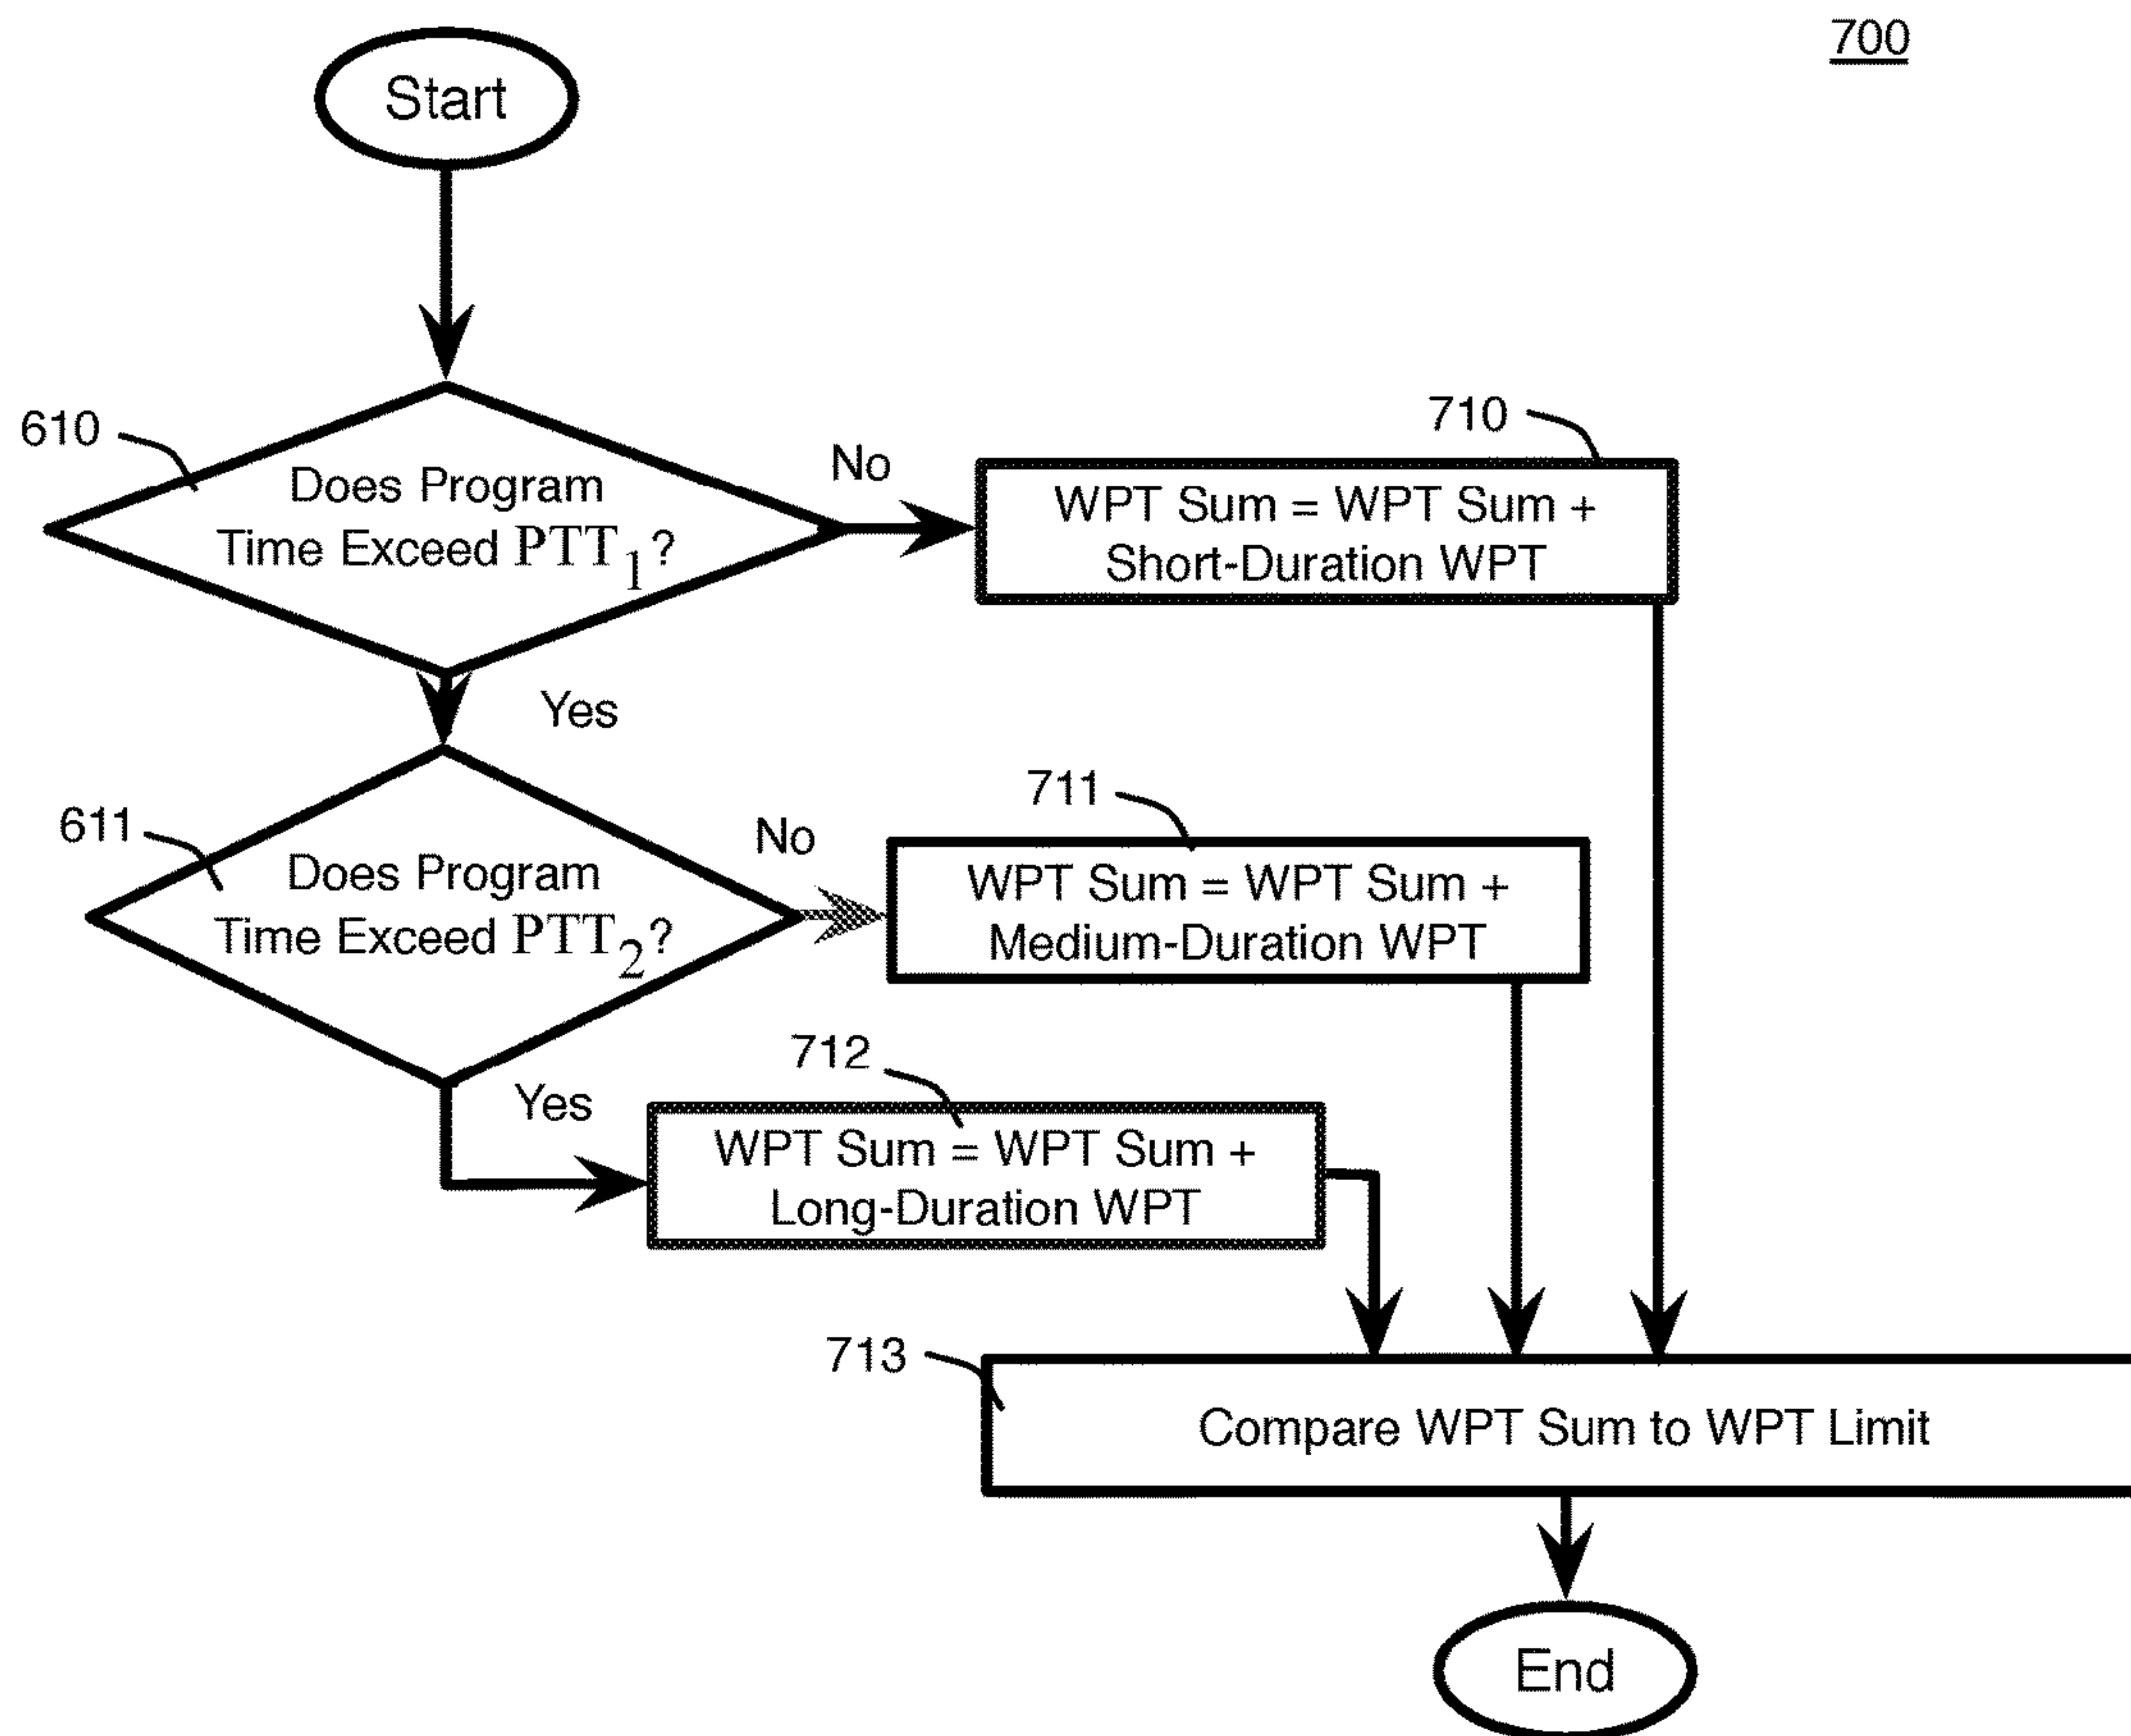 700
Start
610
Does Program
Time Exceed PTT1?
No
710
WPT Sum = WPT Sum +
Short-Duration WPT
Yes
611
Does Program
Time Exceed PTT2?
No
711
WPT Sum = WPT Sum +
Medium-Duration WPT
Yes
712
WPT Sum = WPT Sum +
Long-Duration WPT
713
Compare WPT Sum to WPT Limit
End